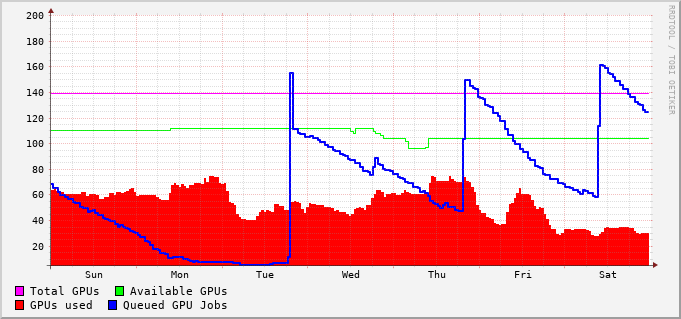 200
180
160
140
120
100
80
60
40
20
Sun Mon Tue Wed Thu Fri Sat
Total GPUs Available GPUs
GPUs used Queued GPU Jobs
RRDTOOL / TOBI OETIKER